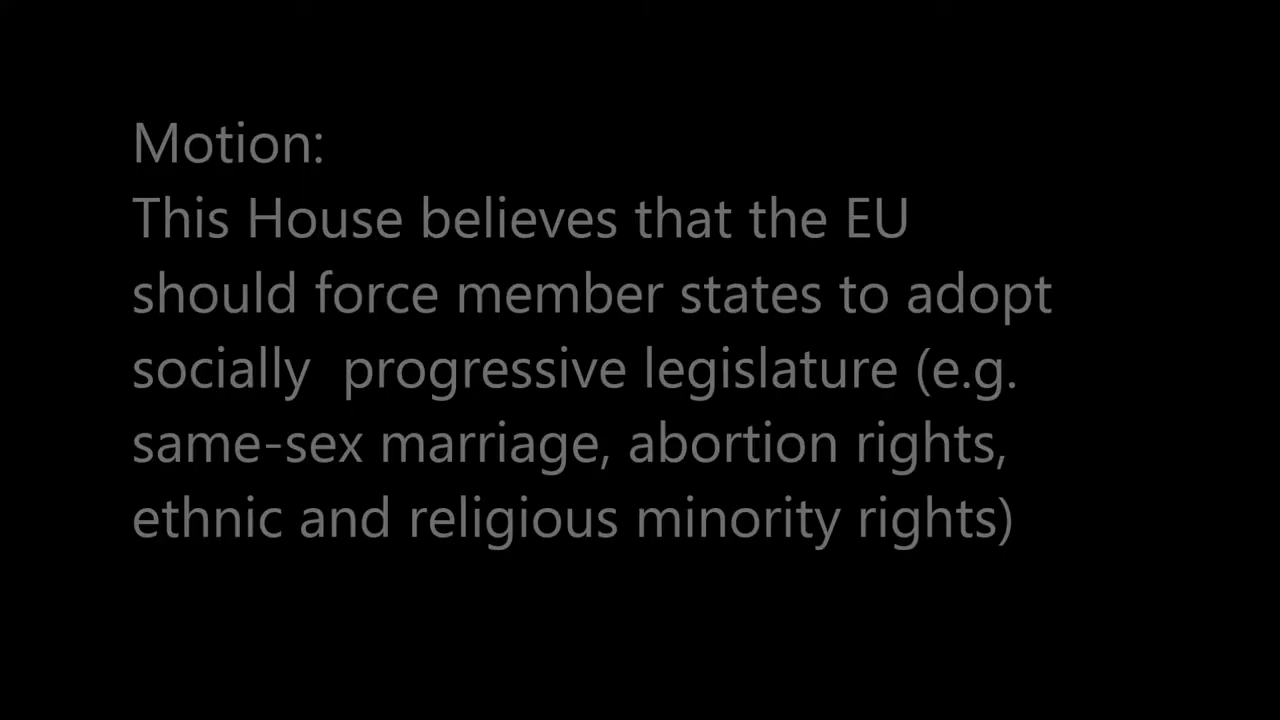 Motion:
This House believes that the EU
should force member states to adopt
socially  progressive legislature (e.g.
same-sex marriage, abortion rights,
ethnic and religious minority rights)